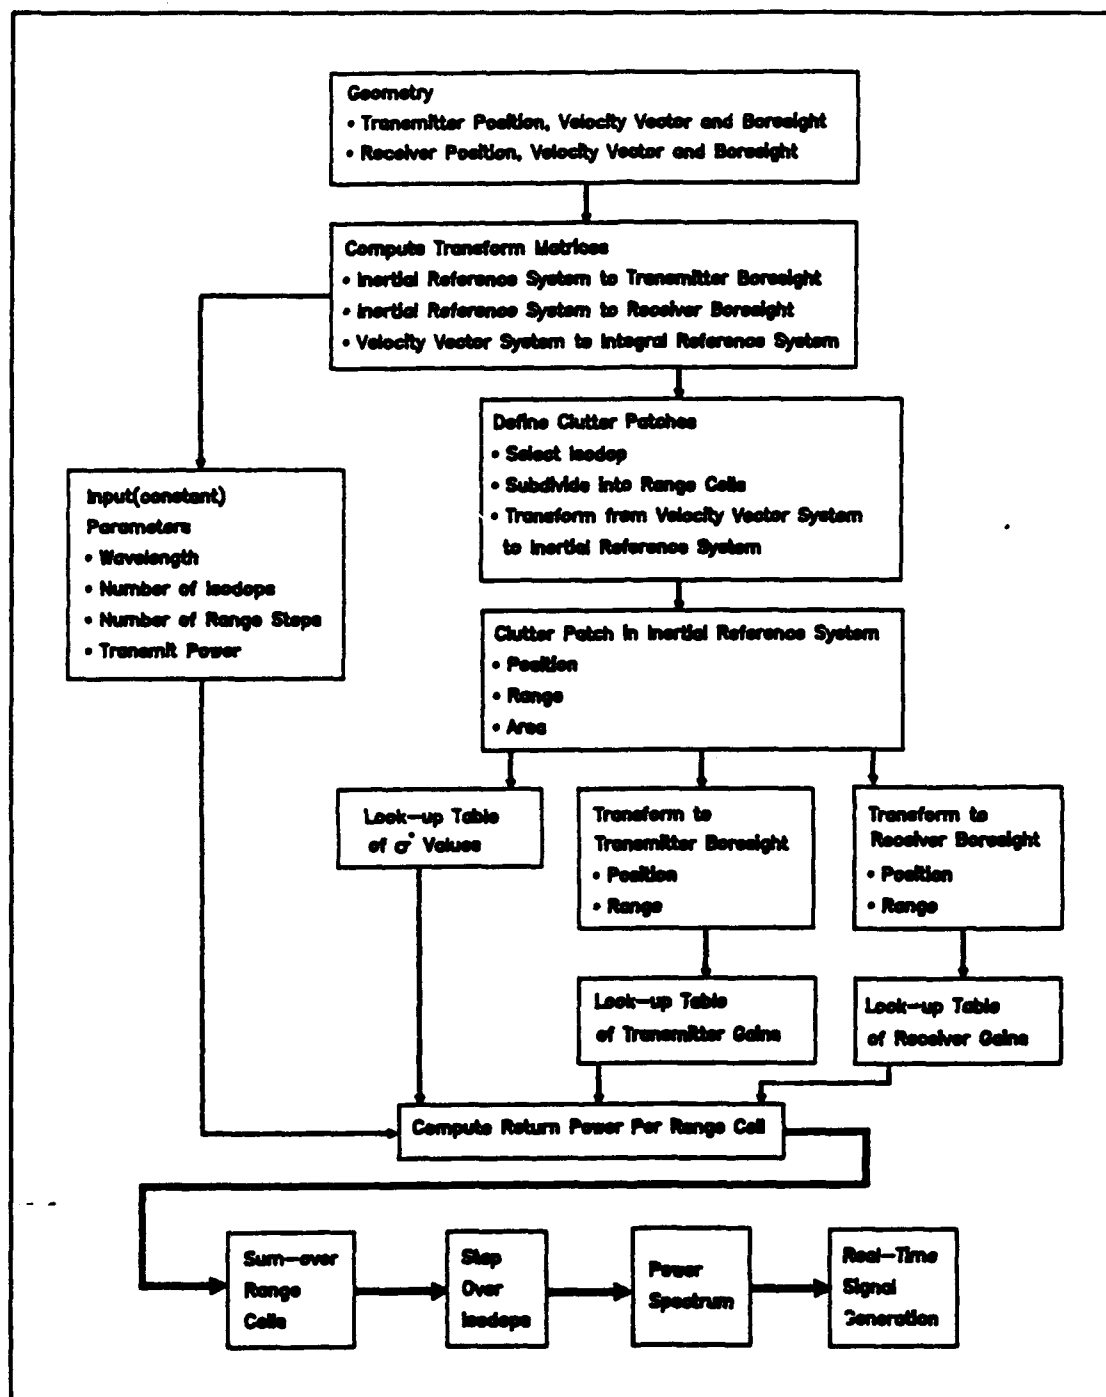 Geometry
• Transmitter Position, Velocity Vector and Boresight
• Receiver Position, Velocity Vector and Boresight
Compute Transform Matrices
• Inertial Reference System to Transmitter Boresight
• Inertial Reference System to Receiver Boresight
• Velocity Vector System to Integral Reference System
Define Clutter Patches
• Select Isodop
• Subdivide into Range Cells
• Transform from Velocity Vector System
to Inertial Reference System
Input(constant)
Parameters
• Wavelength
• Number of Isodops
• Number of Range Steps
• Transmit Power
Clutter Patch in Inertial Reference System
• Position
• Range
• Area
Look-up Table
of σ° Values
Transform to
Transmitter Boresight
• Position
• Range
Transform to
Receiver Boresight
• Position
• Range
Look-up Table
of Transmitter Gains
Look-up Table
of Receiver Gains
Compute Return Power Per Range Cell
Sum-over
Range
Cells
Step
Over
Isodops
Power
Spectrum
Real-Time
Signal
Generation